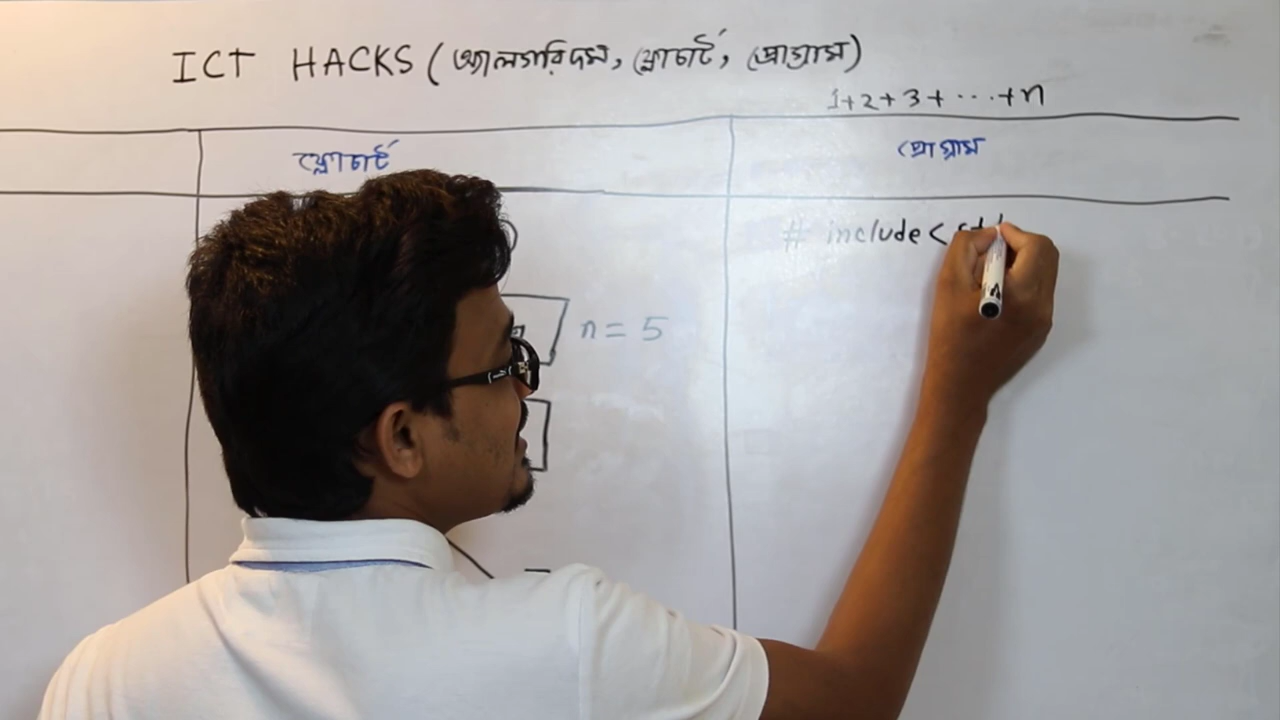 ICT HACKS (অ্যালগরিদম, ফ্লোচার্ট, প্রোগ্রাম)
1+2+3+...+n
ফ্লোচার্ট
প্রোগ্রাম
# include <
n = 5